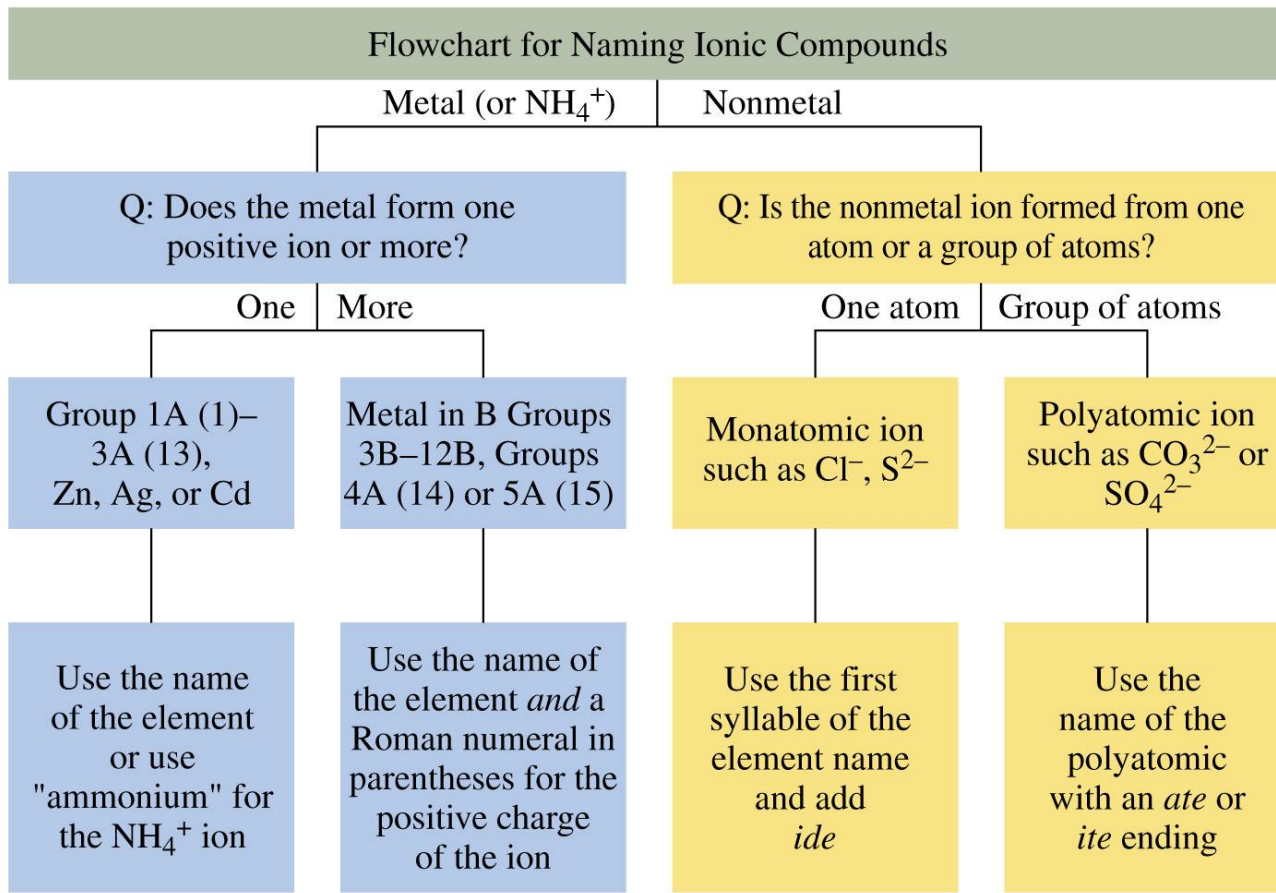 Flowchart for Naming Ionic Compounds
Metal (or NH₄⁺) Nonmetal
Q: Does the metal form one
positive ion or more?
Q: Is the nonmetal ion formed from one
atom or a group of atoms?
One More
One atom Group of atoms
Group 1A (1)–
3A (13),
Zn, Ag, or Cd
Metal in B Groups
3B–12B, Groups
4A (14) or 5A (15)
Monatomic ion
such as Cl⁻, S²⁻
Polyatomic ion
such as CO₃²⁻ or
SO₄²⁻
Use the name
of the element
or use
"ammonium" for
the NH₄⁺ ion
Use the name of
the element and a
Roman numeral in
parentheses for the
positive charge
of the ion
Use the first
syllable of the
element name
and add
ide
Use the
name of the
polyatomic
with an ate or
ite ending